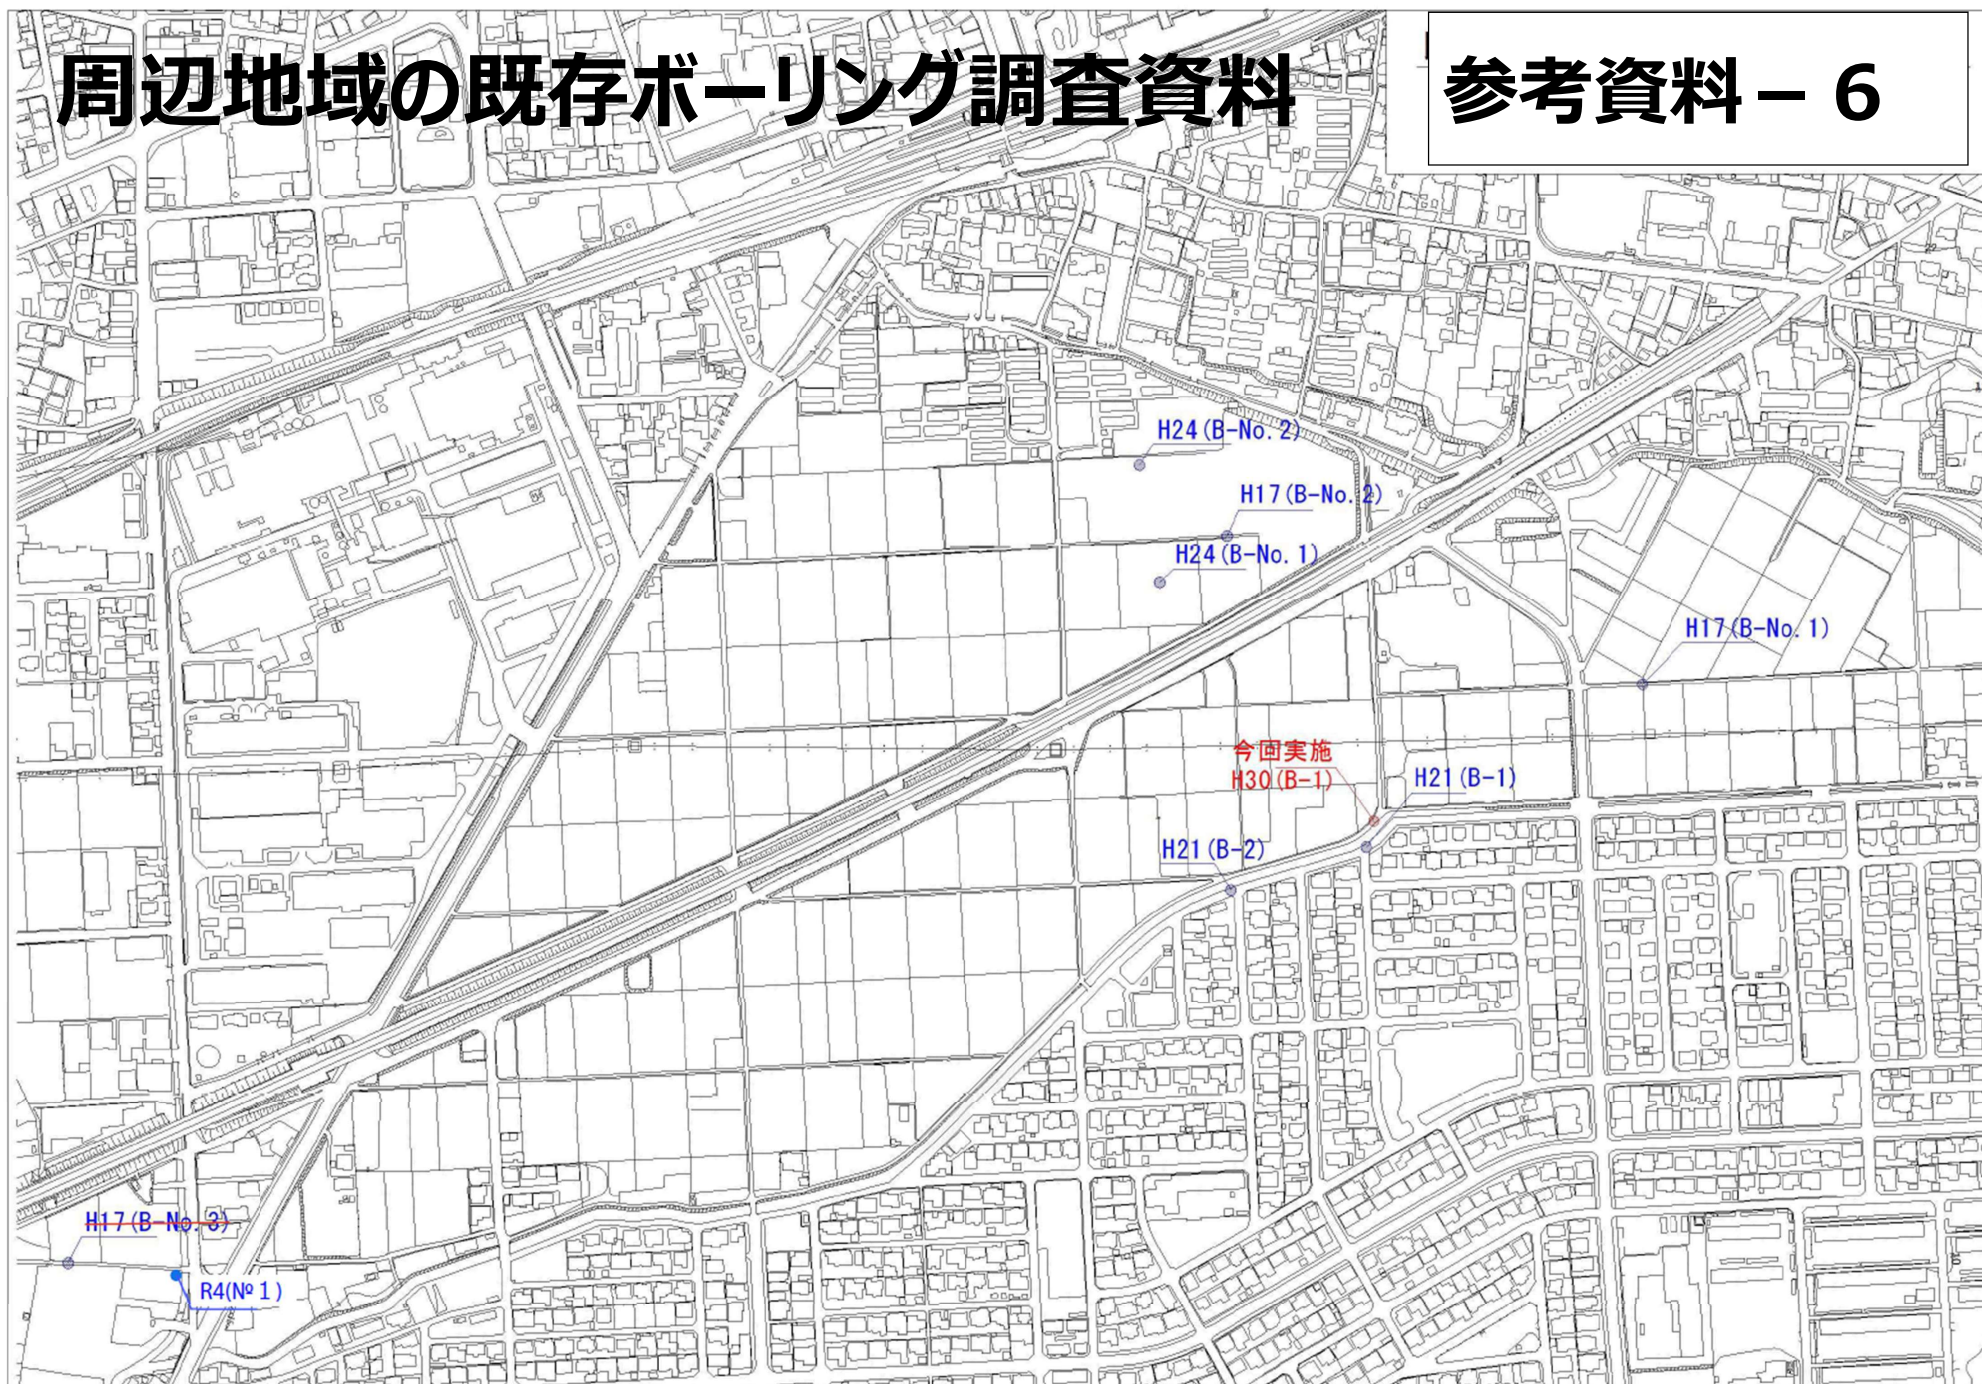 周辺地域の既存ボーリング調査資料
参考資料－6
H24(B-No.2)
H17(B-No.2)
H24(B-No.1)
H17(B-No.1)
今回実施
H30(B-1)
H21(B-1)
H21(B-2)
H17(B-No.3)
R4(№1)